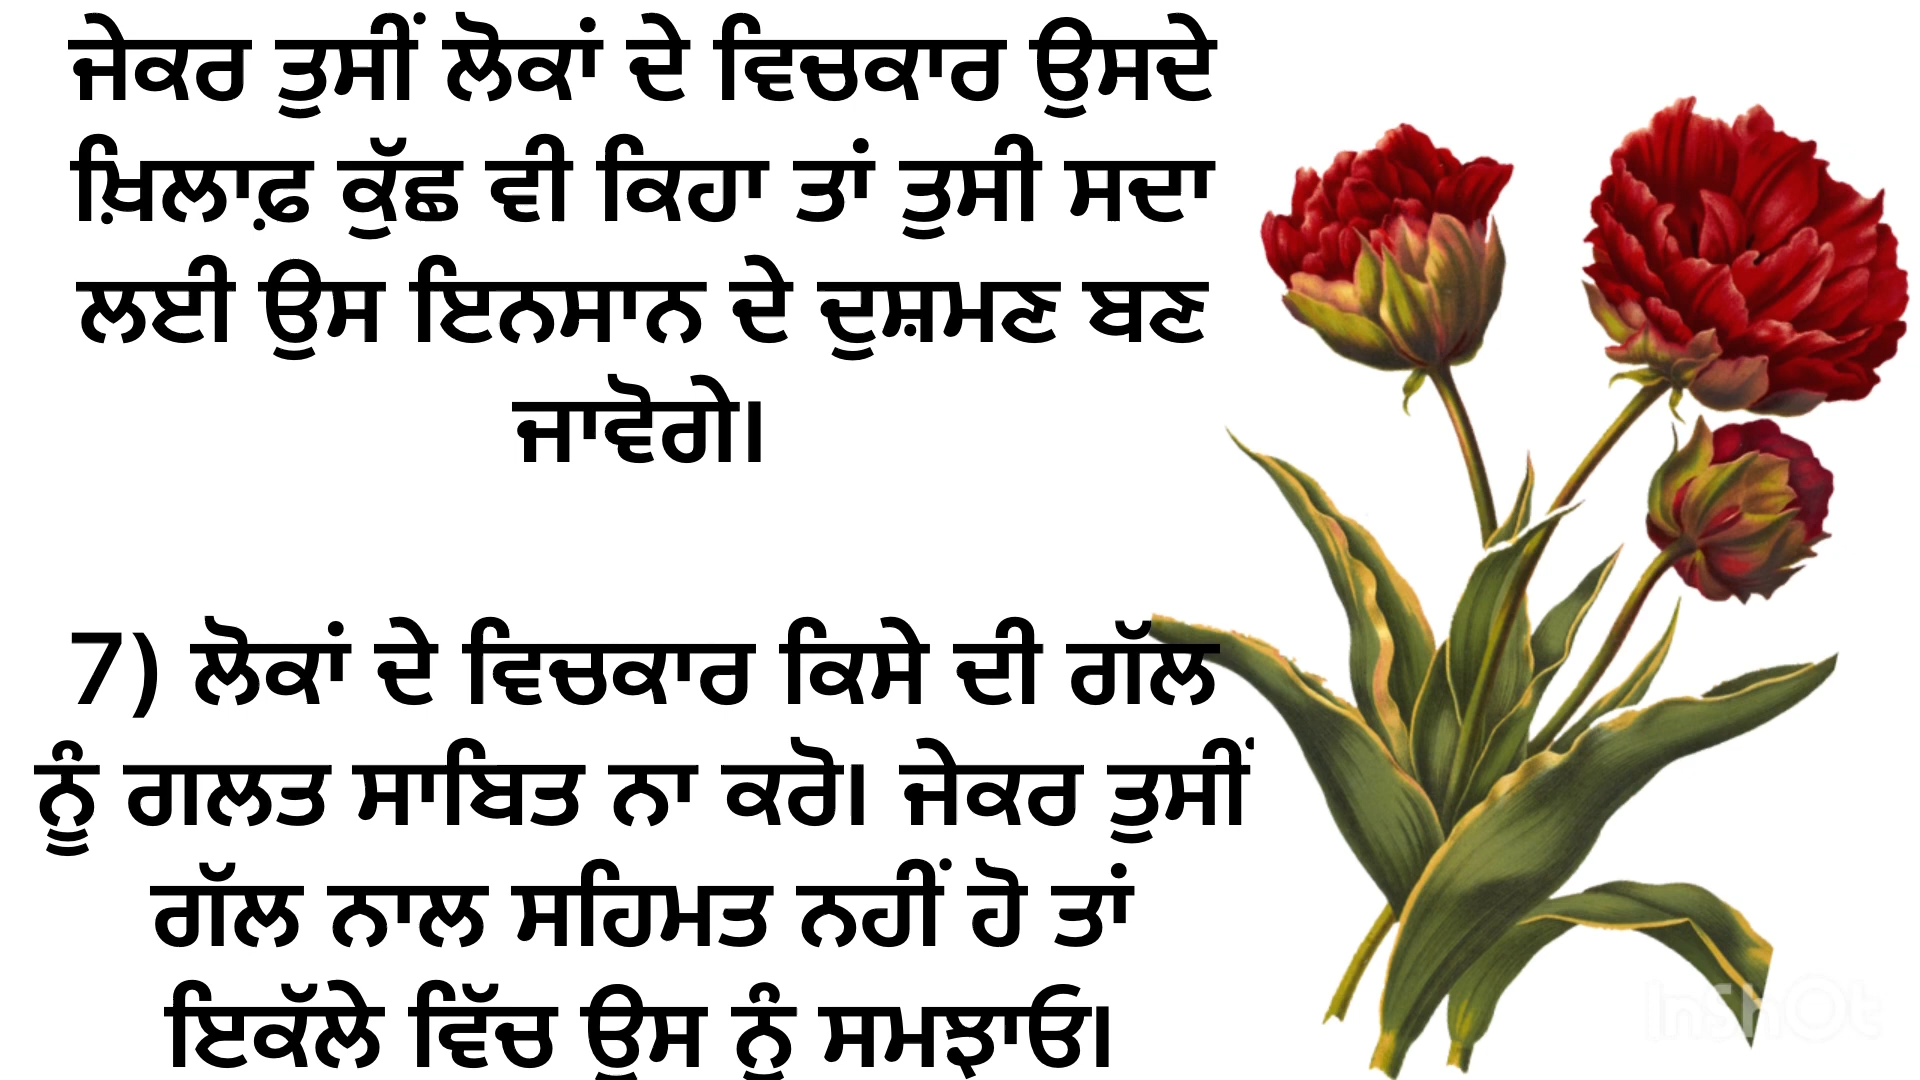 ਜੇਕਰ ਤੁਸੀਂ ਲੋਕਾਂ ਦੇ ਵਿਚਕਾਰ ਉਸਦੇ
ਖ਼ਿਲਾਫ਼ ਕੁੱਛ ਵੀ ਕਿਹਾ ਤਾਂ ਤੁਸੀ ਸਦਾ
ਲਈ ਉਸ ਇਨਸਾਨ ਦੇ ਦੁਸ਼ਮਣ ਬਣ
ਜਾਵੋਗੇ।
7) ਲੋਕਾਂ ਦੇ ਵਿਚਕਾਰ ਕਿਸੇ ਦੀ ਗੱਲ
ਨੂੰ ਗਲਤ ਸਾਬਿਤ ਨਾ ਕਰੋ। ਜੇਕਰ ਤੁਸੀਂ
ਗੱਲ ਨਾਲ ਸਹਿਮਤ ਨਹੀਂ ਹੋ ਤਾਂ
ਇਕੱਲੇ ਵਿੱਚ ਉਸ ਨੂੰ ਸਮਝਾਓ।
InShOt